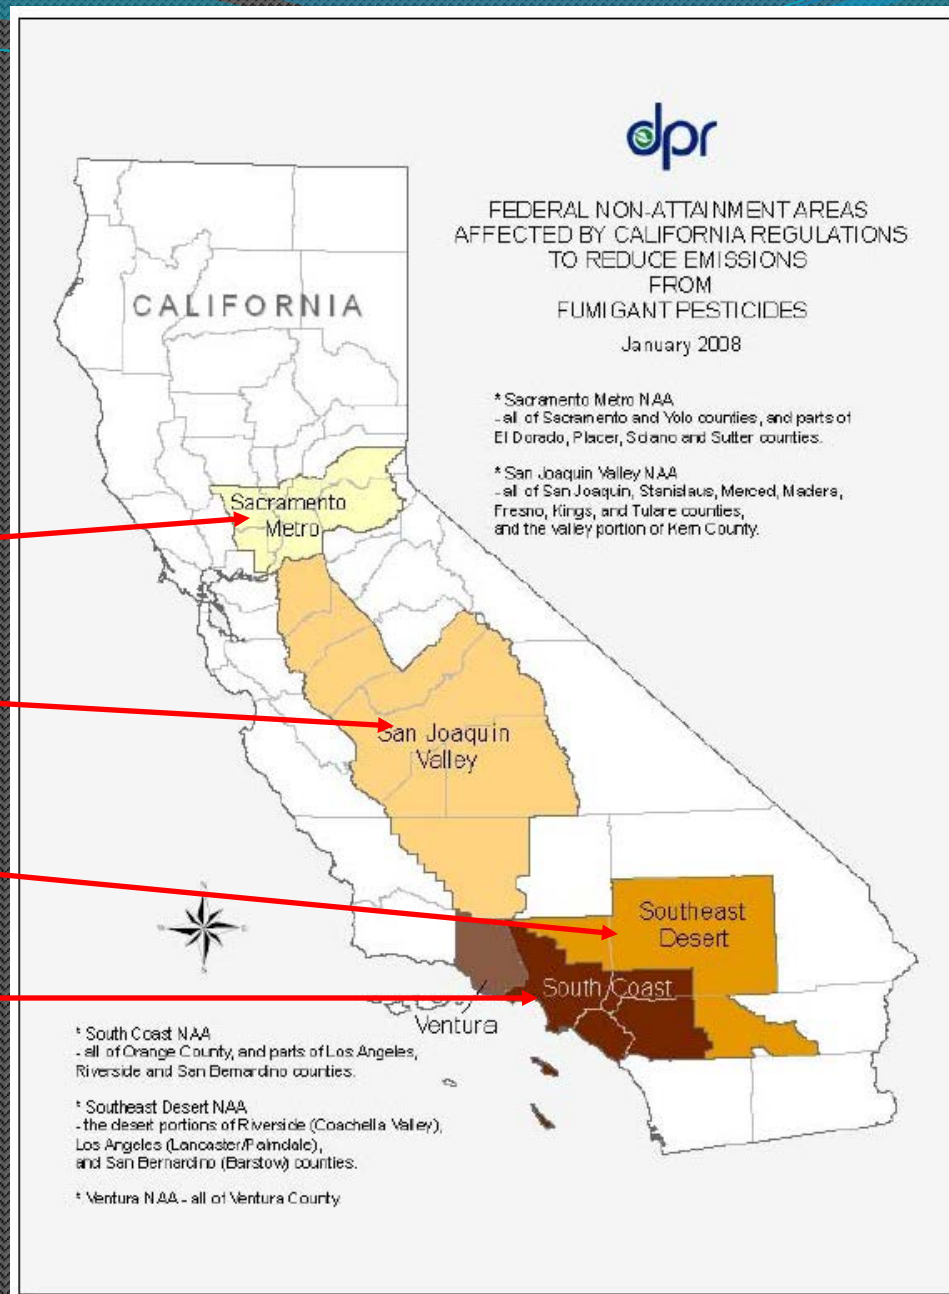 dpr
FEDERAL NON-ATTAINMENT AREAS
AFFECTED BY CALIFORNIA REGULATIONS
TO REDUCE EMISSIONS
FROM
FUMIGANT PESTICIDES
January 2008
CALIFORNIA
* Sacramento Metro NAA
- all of Sacramento and Yolo counties, and parts of
El Dorado, Placer, Solano and Sutter counties.
* San Joaquin Valley NAA
- all of San Joaquin, Stanislaus, Merced, Madera,
Fresno, Kings, and Tulare counties,
and the valley portion of Kern County.
Sacramento
Metro
San Joaquin
Valley
Southeast
Desert
South Coast
Ventura
* South Coast NAA
- all of Orange County, and parts of Los Angeles,
Riverside and San Bernardino counties.
* Southeast Desert NAA
- the desert portions of Riverside (Coachella Valley),
Los Angeles (Lancaster/Palmdale),
and San Bernardino (Barstow) counties.
* Ventura NAA - all of Ventura County